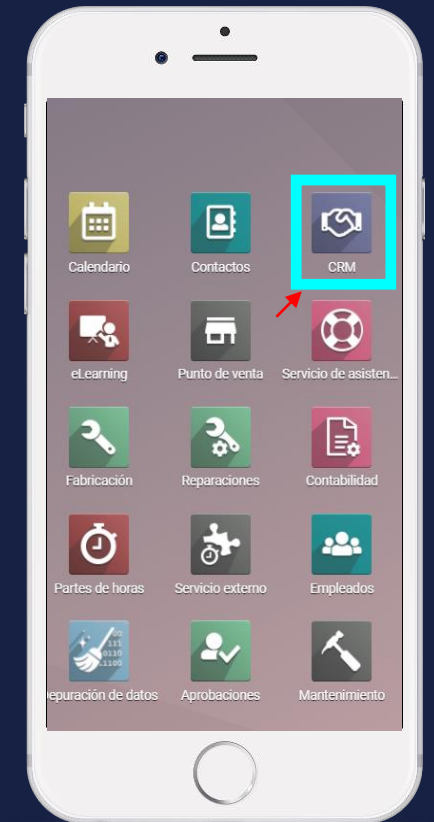 Calendario
Contactos
CRM
eLearning
Punto de venta
Servicio de asisten...
Fabricación
Reparaciones
Contabilidad
Partes de horas
Servicio externo
Empleados
epuración de datos
Aprobaciones
Mantenimiento